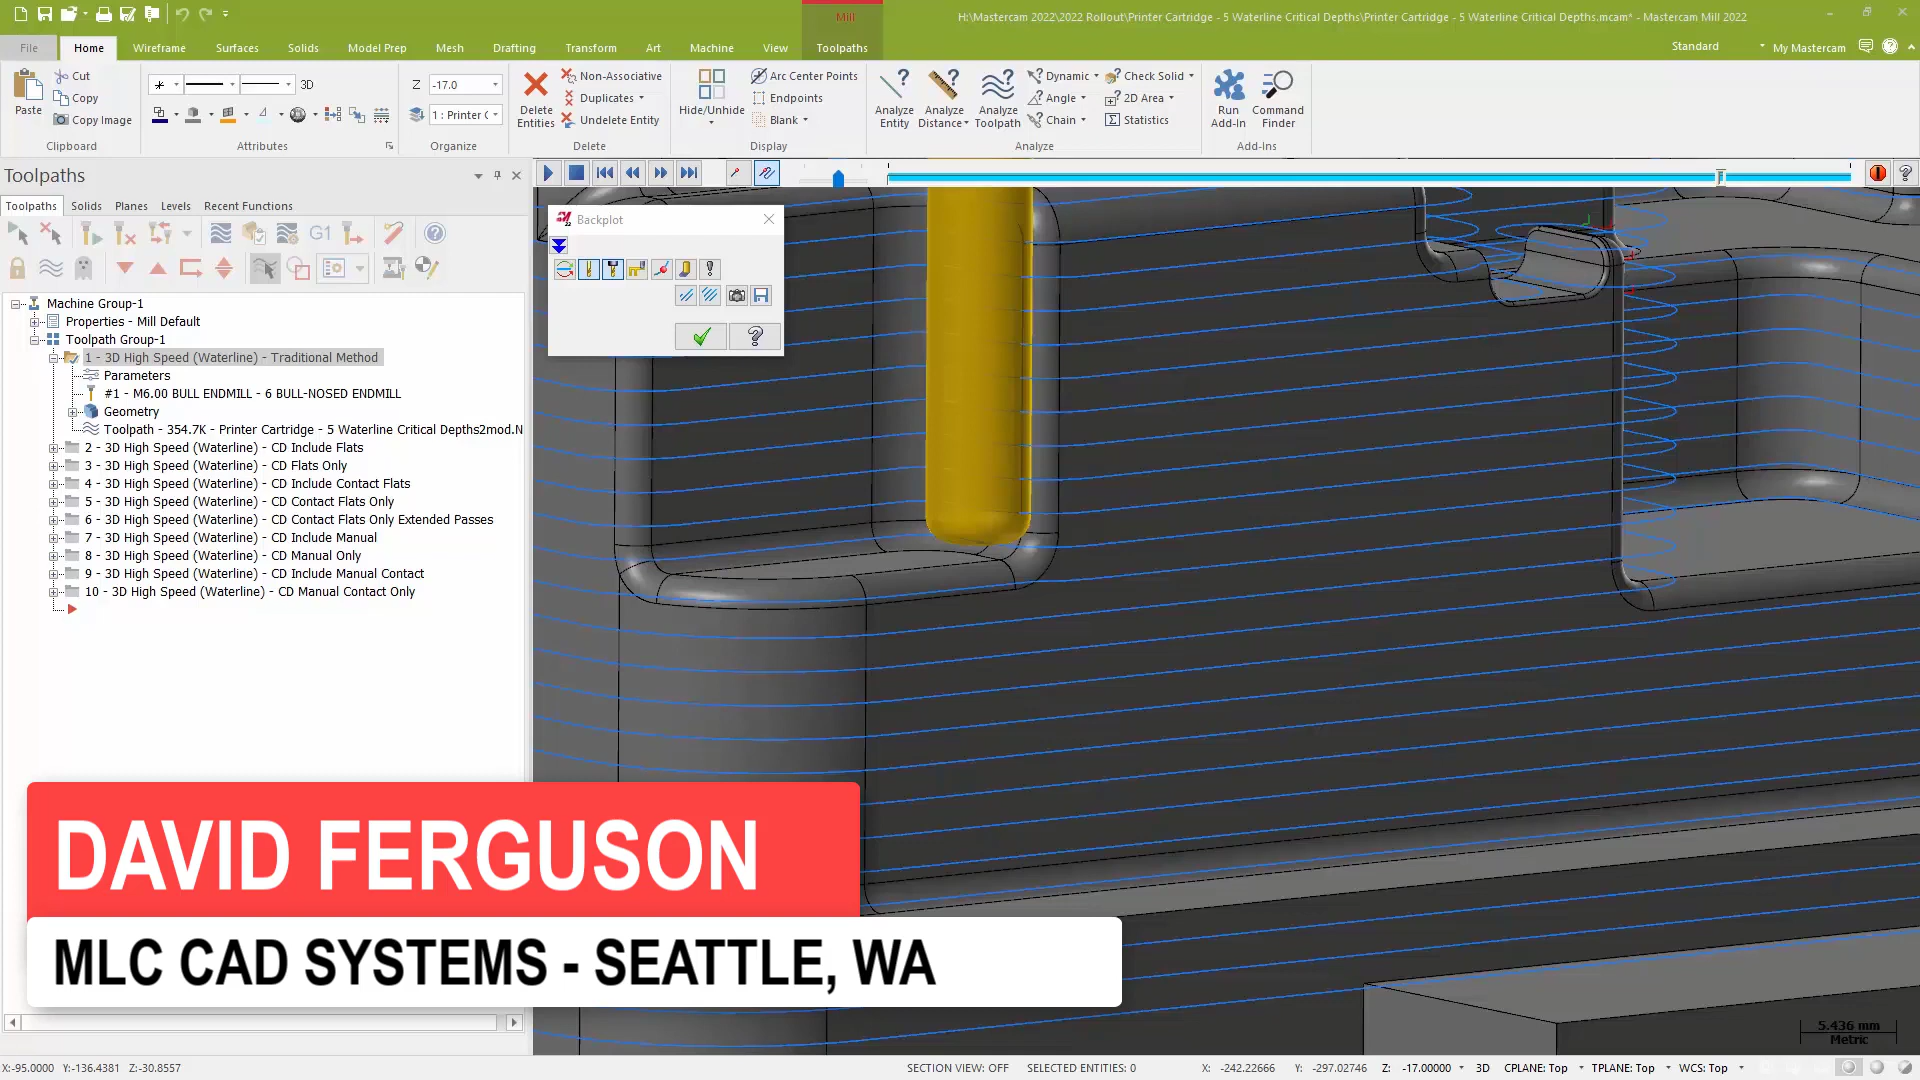 Mill
H:\Mastercam 2022\2022 Rollout\Printer Cartridge - 5 Waterline Critical Depths\Printer Cartridge - 5 Waterline Critical Depths.mcam* - Mastercam Mill 2022
File Home Wireframe Surfaces Solids Model Prep Mesh Drafting Transform Art Machine View Toolpaths
Standard My Mastercam
Paste Cut Copy Copy Image
Clipboard
3D
Attributes
Z -17.0
1 : Printer C
Organize
Delete Entities Non-Associative Duplicates Undelete Entity
Delete
Hide/Unhide Arc Center Points Endpoints Blank
Display
Analyze Entity Analyze Distance Analyze Toolpath Dynamic Angle Chain Check Solid 2D Area Statistics
Analyze
Run Add-In Command Finder
Add-Ins
Toolpaths
Toolpaths Solids Planes Levels Recent Functions
G1
Backplot
Machine Group-1
Properties - Mill Default
Toolpath Group-1
1 - 3D High Speed (Waterline) - Traditional Method
Parameters
#1 - M6.00 BULL ENDMILL - 6 BULL-NOSED ENDMILL
Geometry
Toolpath - 354.7K - Printer Cartridge - 5 Waterline Critical Depths2mod.N
2 - 3D High Speed (Waterline) - CD Include Flats
3 - 3D High Speed (Waterline) - CD Flats Only
4 - 3D High Speed (Waterline) - CD Include Contact Flats
5 - 3D High Speed (Waterline) - CD Contact Flats Only
6 - 3D High Speed (Waterline) - CD Contact Flats Only Extended Passes
7 - 3D High Speed (Waterline) - CD Include Manual
8 - 3D High Speed (Waterline) - CD Manual Only
9 - 3D High Speed (Waterline) - CD Include Manual Contact
10 - 3D High Speed (Waterline) - CD Manual Contact Only
DAVID FERGUSON
MLC CAD SYSTEMS - SEATTLE, WA
5.436 mm
Metric
X:-95.0000 Y:-136.4381 Z:-30.8557
SECTION VIEW: OFF SELECTED ENTITIES: 0 X: -242.22666 Y: -297.02746 Z: -17.00000 3D CPLANE: Top TPLANE: Top WCS: Top